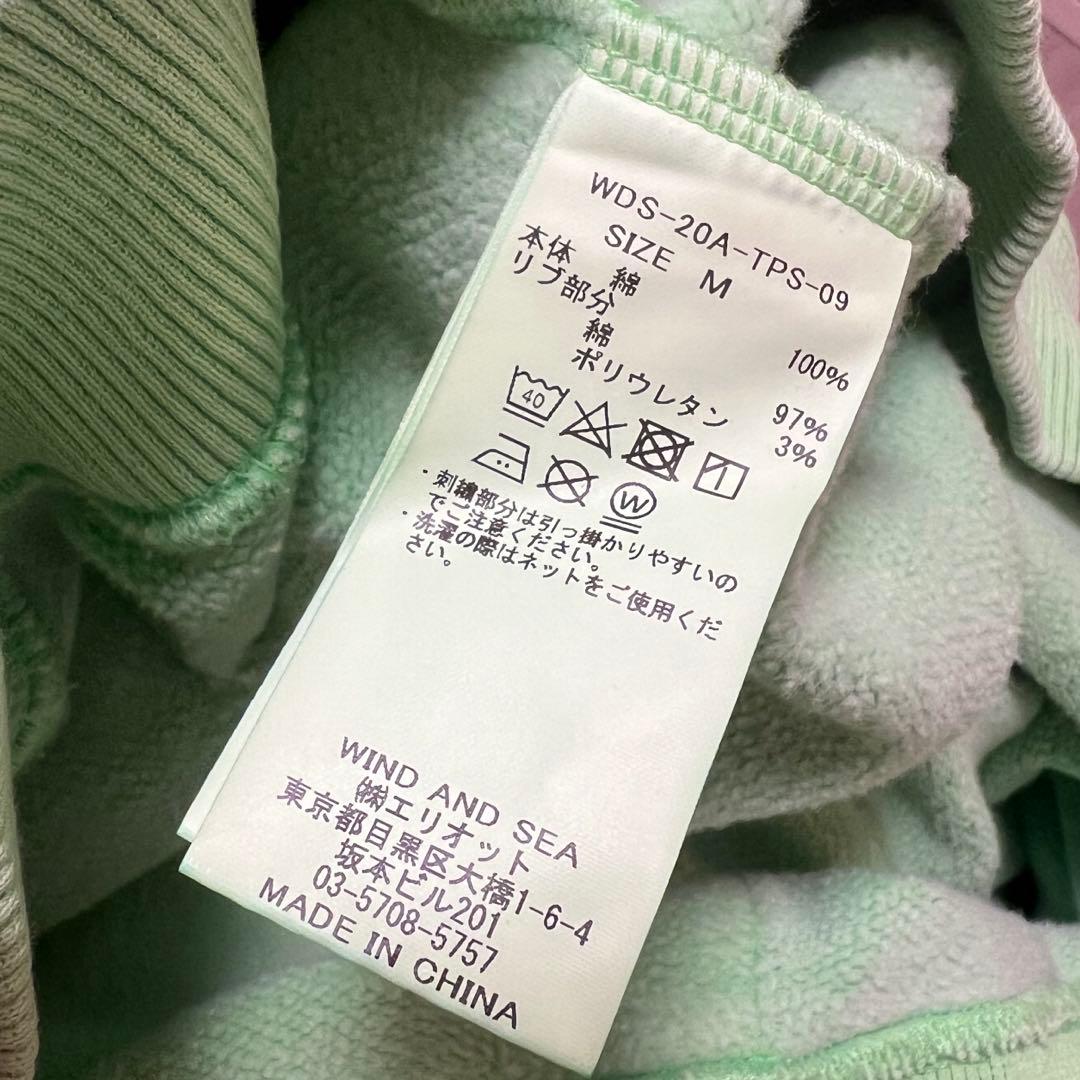 WDS-20A-TPS-09
SIZE M
本体 綿 100%
リブ部分
綿 97%
ポリウレタン 3%
40
1
W
・刺繍部分は引っ掛かりやすいの
でご注意ください。
・洗濯の際はネットをご使用くだ
さい。
WIND AND SEA
㈱エリオット
東京都目黒区大橋1-6-4
坂本ビル201
03-5708-5757
MADE IN CHINA